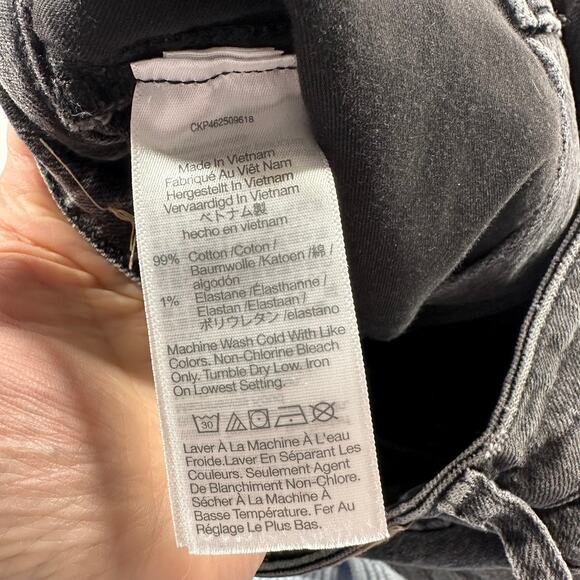 CKP462509618
Made In Vietnam
Fabriqué Au Viêt Nam
Hergestellt In Vietnam
Vervaardigd In Vietnam
ベトナム製
hecho en vietnam
99% Cotton /Coton /
Baumwolle /Katoen /綿 /
algodón
1% Elastane /Élasthanne /
Elastan /Elastaan /
ポリウレタン /elastano
Machine Wash Cold With Like
Colors. Non-Chlorine Bleach
Only. Tumble Dry Low. Iron
On Lowest Setting.
30
Laver À La Machine À L'eau
Froide.Laver En Séparant Les
Couleurs. Seulement Agent
De Blanchiment Non-Chlore.
Sécher À La Machine À
Basse Température. Fer Au
Réglage Le Plus Bas.